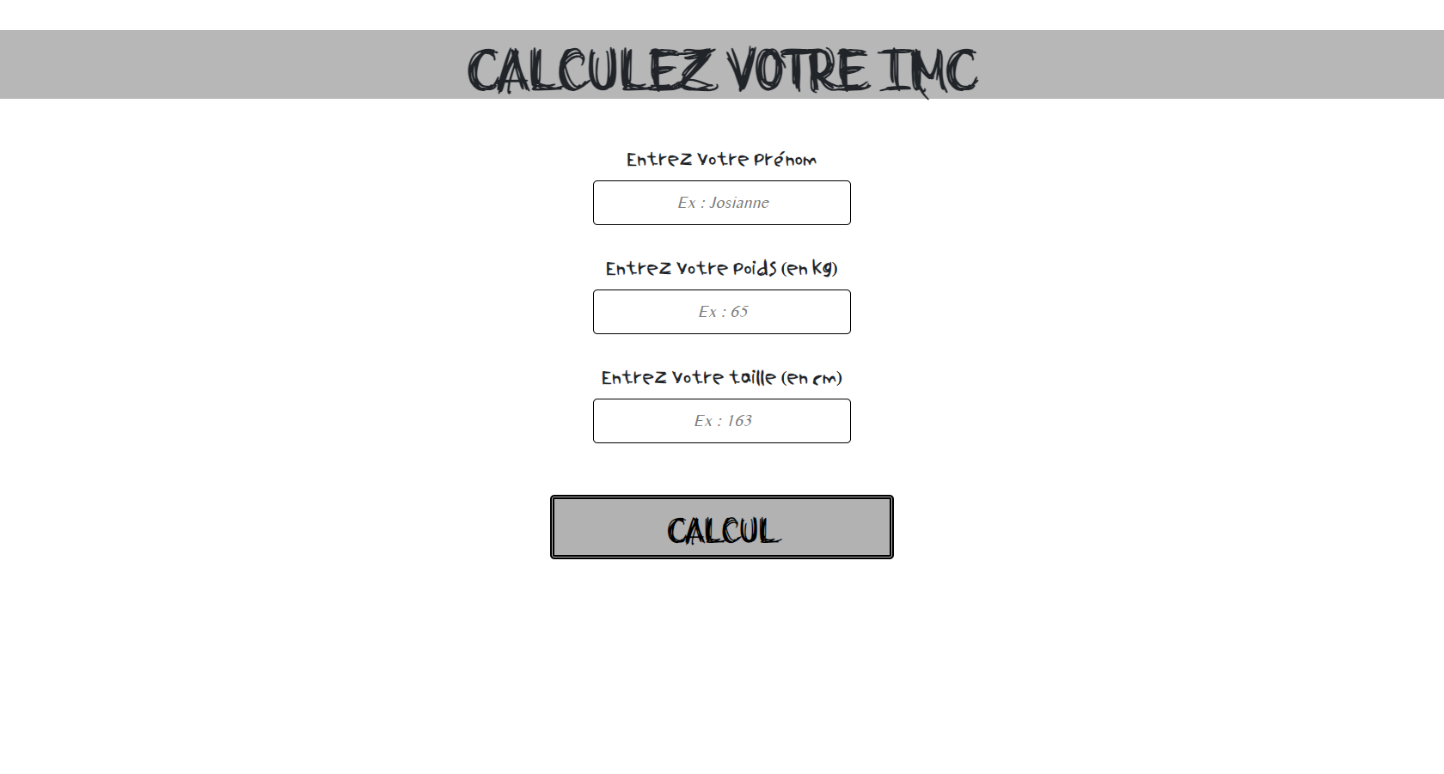 CALCULEZ VOTRE IMC
Entrez votre prénom
Ex : Josianne
Entrez votre poids (en kg)
Ex : 65
Entrez votre taille (en cm)
Ex : 163
CALCUL